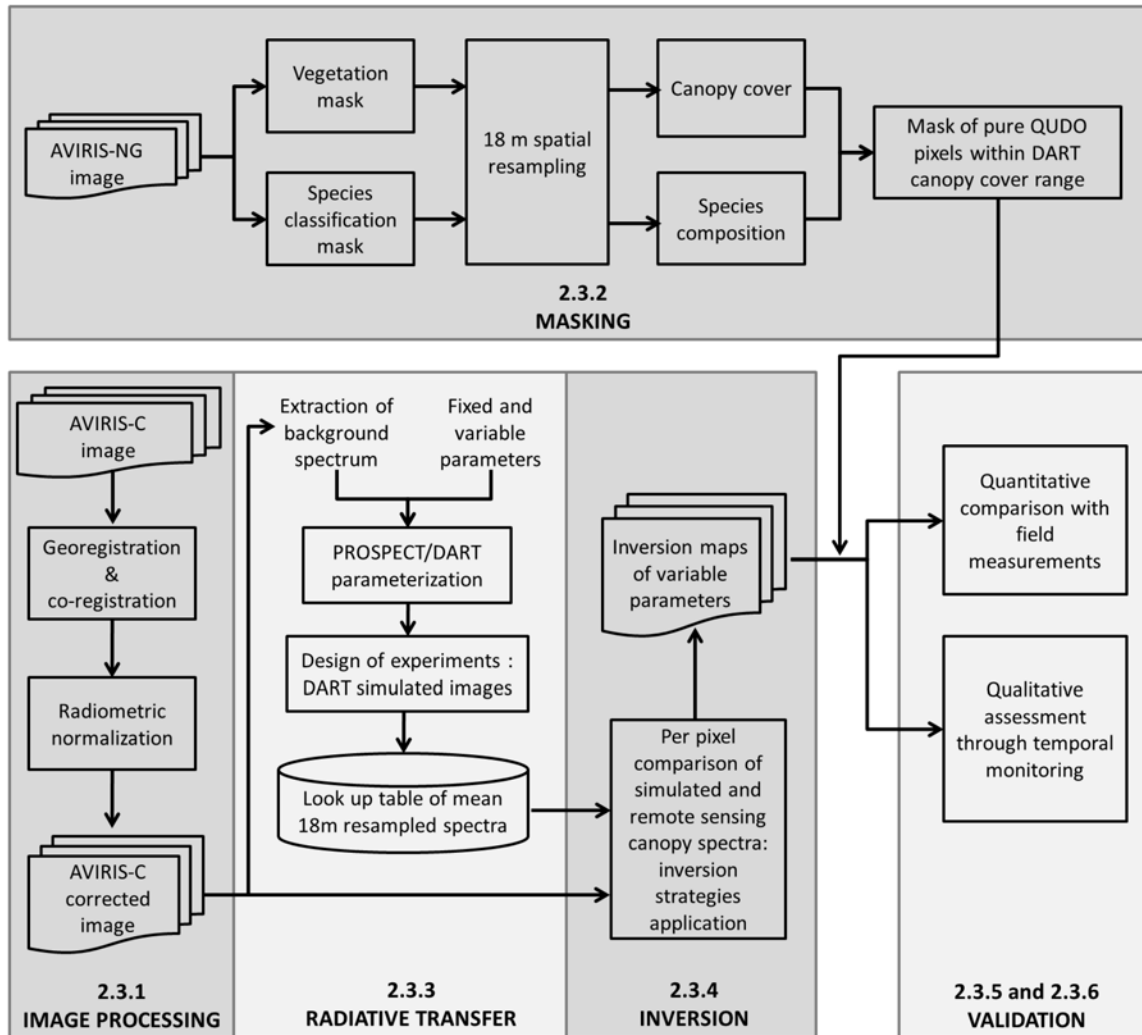 AVIRIS-NG
image
Vegetation
mask
Species
classification
mask
18 m spatial
resampling
Canopy cover
Species
composition
Mask of pure QUDO
pixels within DART
canopy cover range
2.3.2
MASKING
AVIRIS-C
image
Georegistration
&
co-registration
Radiometric
normalization
AVIRIS-C
corrected
image
2.3.1
IMAGE PROCESSING
Extraction of
background
spectrum
Fixed and
variable
parameters
PROSPECT/DART
parameterization
Design of experiments :
DART simulated images
Look up table of mean
18m resampled spectra
2.3.3
RADIATIVE TRANSFER
Inversion maps
of variable
parameters
Per pixel
comparison of
simulated and
remote sensing
canopy spectra:
inversion
strategies
application
2.3.4
INVERSION
Quantitative
comparison with
field
measurements
Qualitative
assessment
through temporal
monitoring
2.3.5 and 2.3.6
VALIDATION